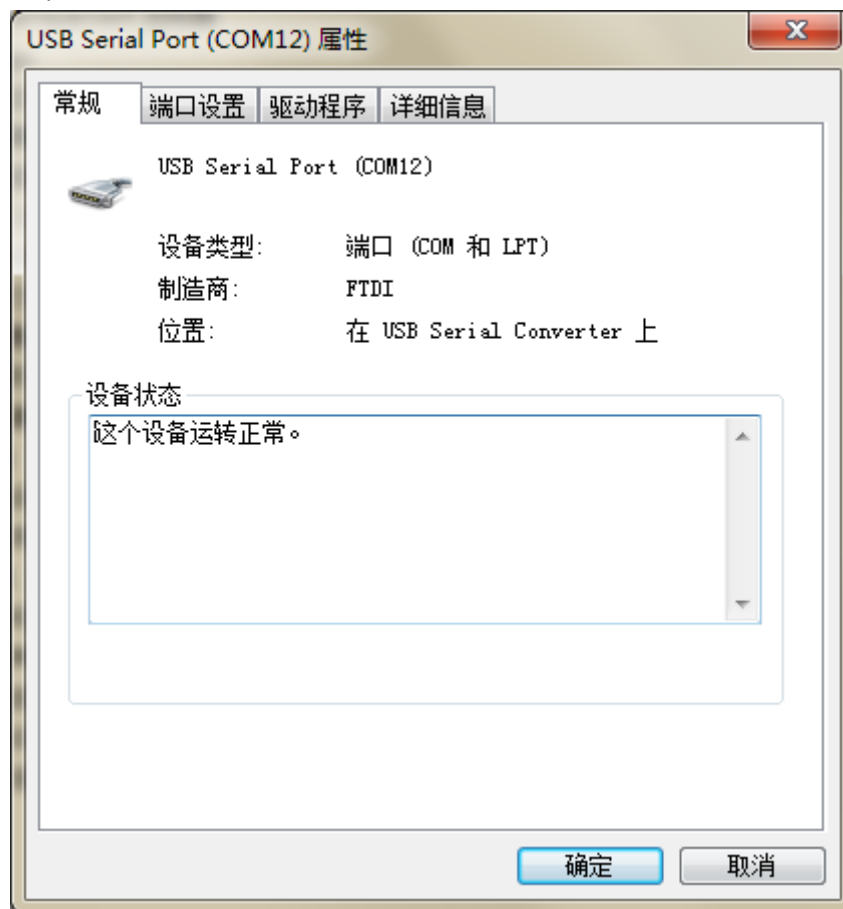 USB Serial Port (COM12) 属性
常规 端口设置 驱动程序 详细信息
USB Serial Port (COM12)
设备类型: 端口 (COM 和 LPT)
制造商: FTDI
位置: 在 USB Serial Converter 上
设备状态
这个设备运转正常。
确定 取消